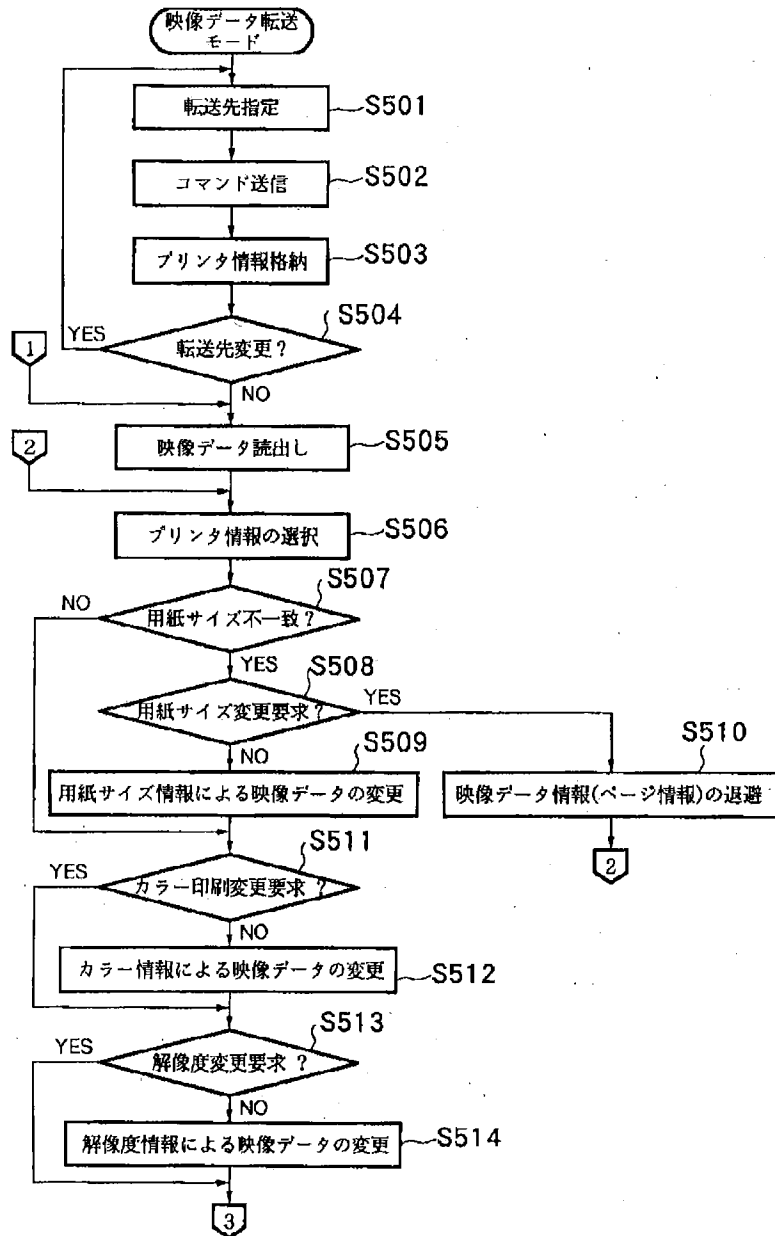 映像データ転送
モード
転送先指定
S501
コマンド送信
S502
プリンタ情報格納
S503
S504
YES
転送先変更?
1
NO
映像データ読出し
S505
2
プリンタ情報の選択
S506
S507
NO
用紙サイズ不一致?
YES
S508
用紙サイズ変更要求?
YES
NO
S509
S510
用紙サイズ情報による映像データの変更
映像データ情報(ページ情報)の退避
S511
2
YES
カラー印刷変更要求 ?
NO
カラー情報による映像データの変更
S512
S513
YES
解像度変更要求 ?
NO
解像度情報による映像データの変更
S514
3